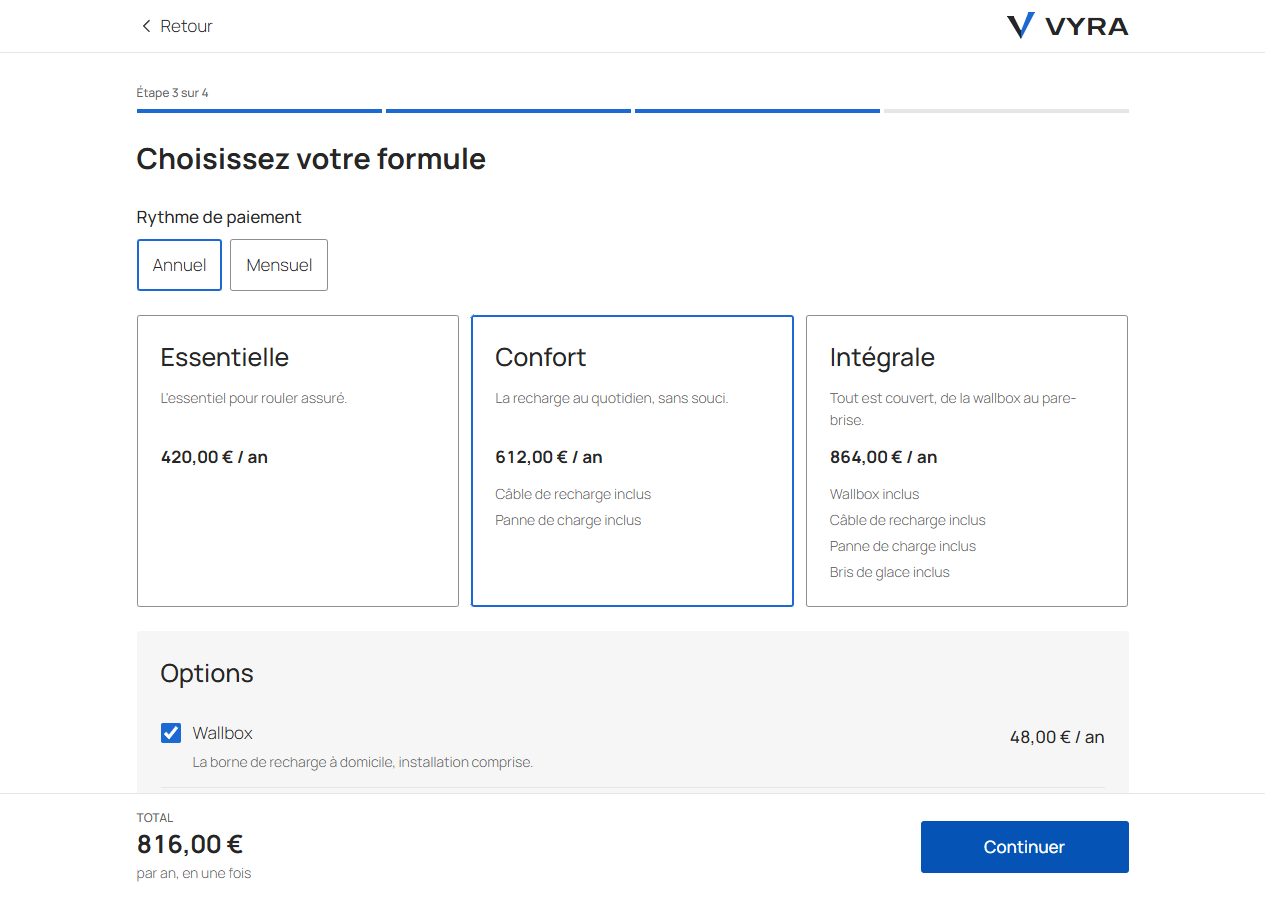 Retour
VYRA
Étape 3 sur 4
Choisissez votre formule
Rythme de paiement
Annuel
Mensuel
Essentielle
L'essentiel pour rouler assuré.
420,00 € / an
Confort
La recharge au quotidien, sans souci.
612,00 € / an
Câble de recharge inclus
Panne de charge inclus
Intégrale
Tout est couvert, de la wallbox au pare-
brise.
864,00 € / an
Wallbox inclus
Câble de recharge inclus
Panne de charge inclus
Bris de glace inclus
Options
Wallbox
48,00 € / an
La borne de recharge à domicile, installation comprise.
TOTAL
816,00 €
par an, en une fois
Continuer